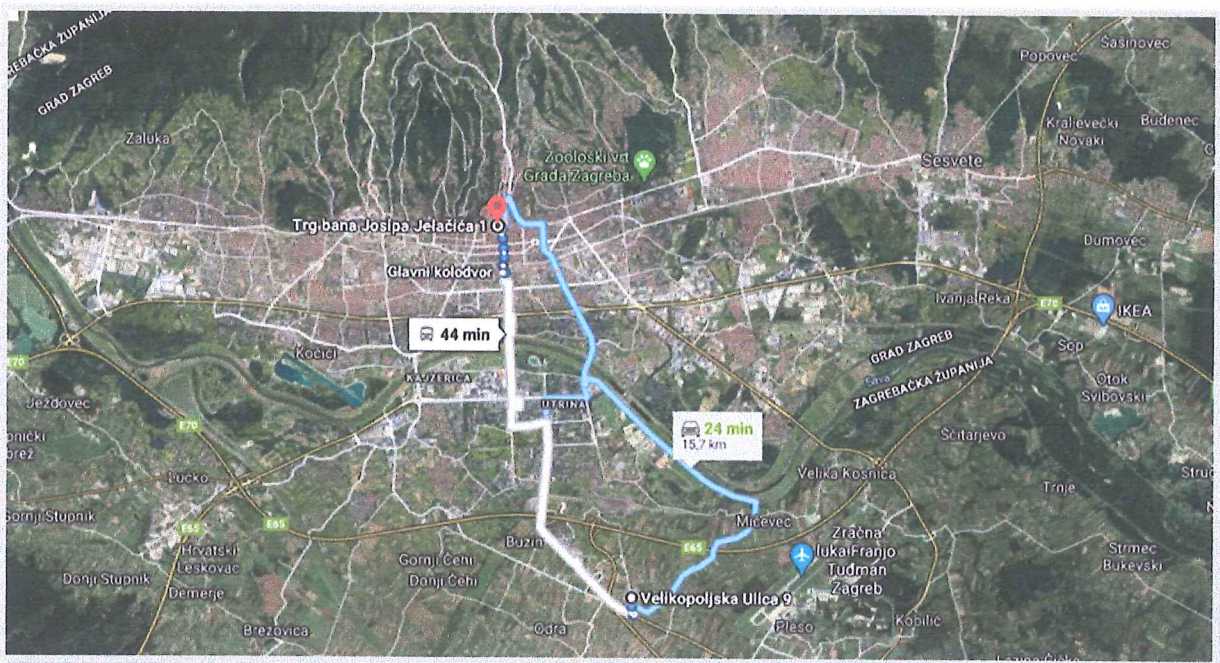 GRAD ZAGREB
Zaluka
Šašinovec
Popovec
Kraljevečki
Novaki
Budenec
Sesvete
Zoološki vrt
Grada Zagreba
Trg bana Josipa Jelačića 1
Glavni kolodvor
Dumovec
Ivanja Reka
E70
IKEA
Sop
44 min
Kočići
KAJZERICA
GRAD ZAGREB
Sava
ZAGREBAČKA ŽUPANIJA
Otok
Svibovski
E70
Ježdovec
UTRINA
24 min
15,7 km
E70
Ščitarjevo
Lučko
Velika Kosnica
Trnje
Gornji Stupnik
E65
E65
Mičevec
Buzin
E65
Zračna
luka Franjo
Tuđman
Zagreb
Hrvatski
Leskovac
Gornji Čehi
Donji Čehi
Strmec
Bukevski
Donji Stupnik
Demerje
Velikopoljska Ulica 9
Brezovica
Odra
Pleso
Kobilić